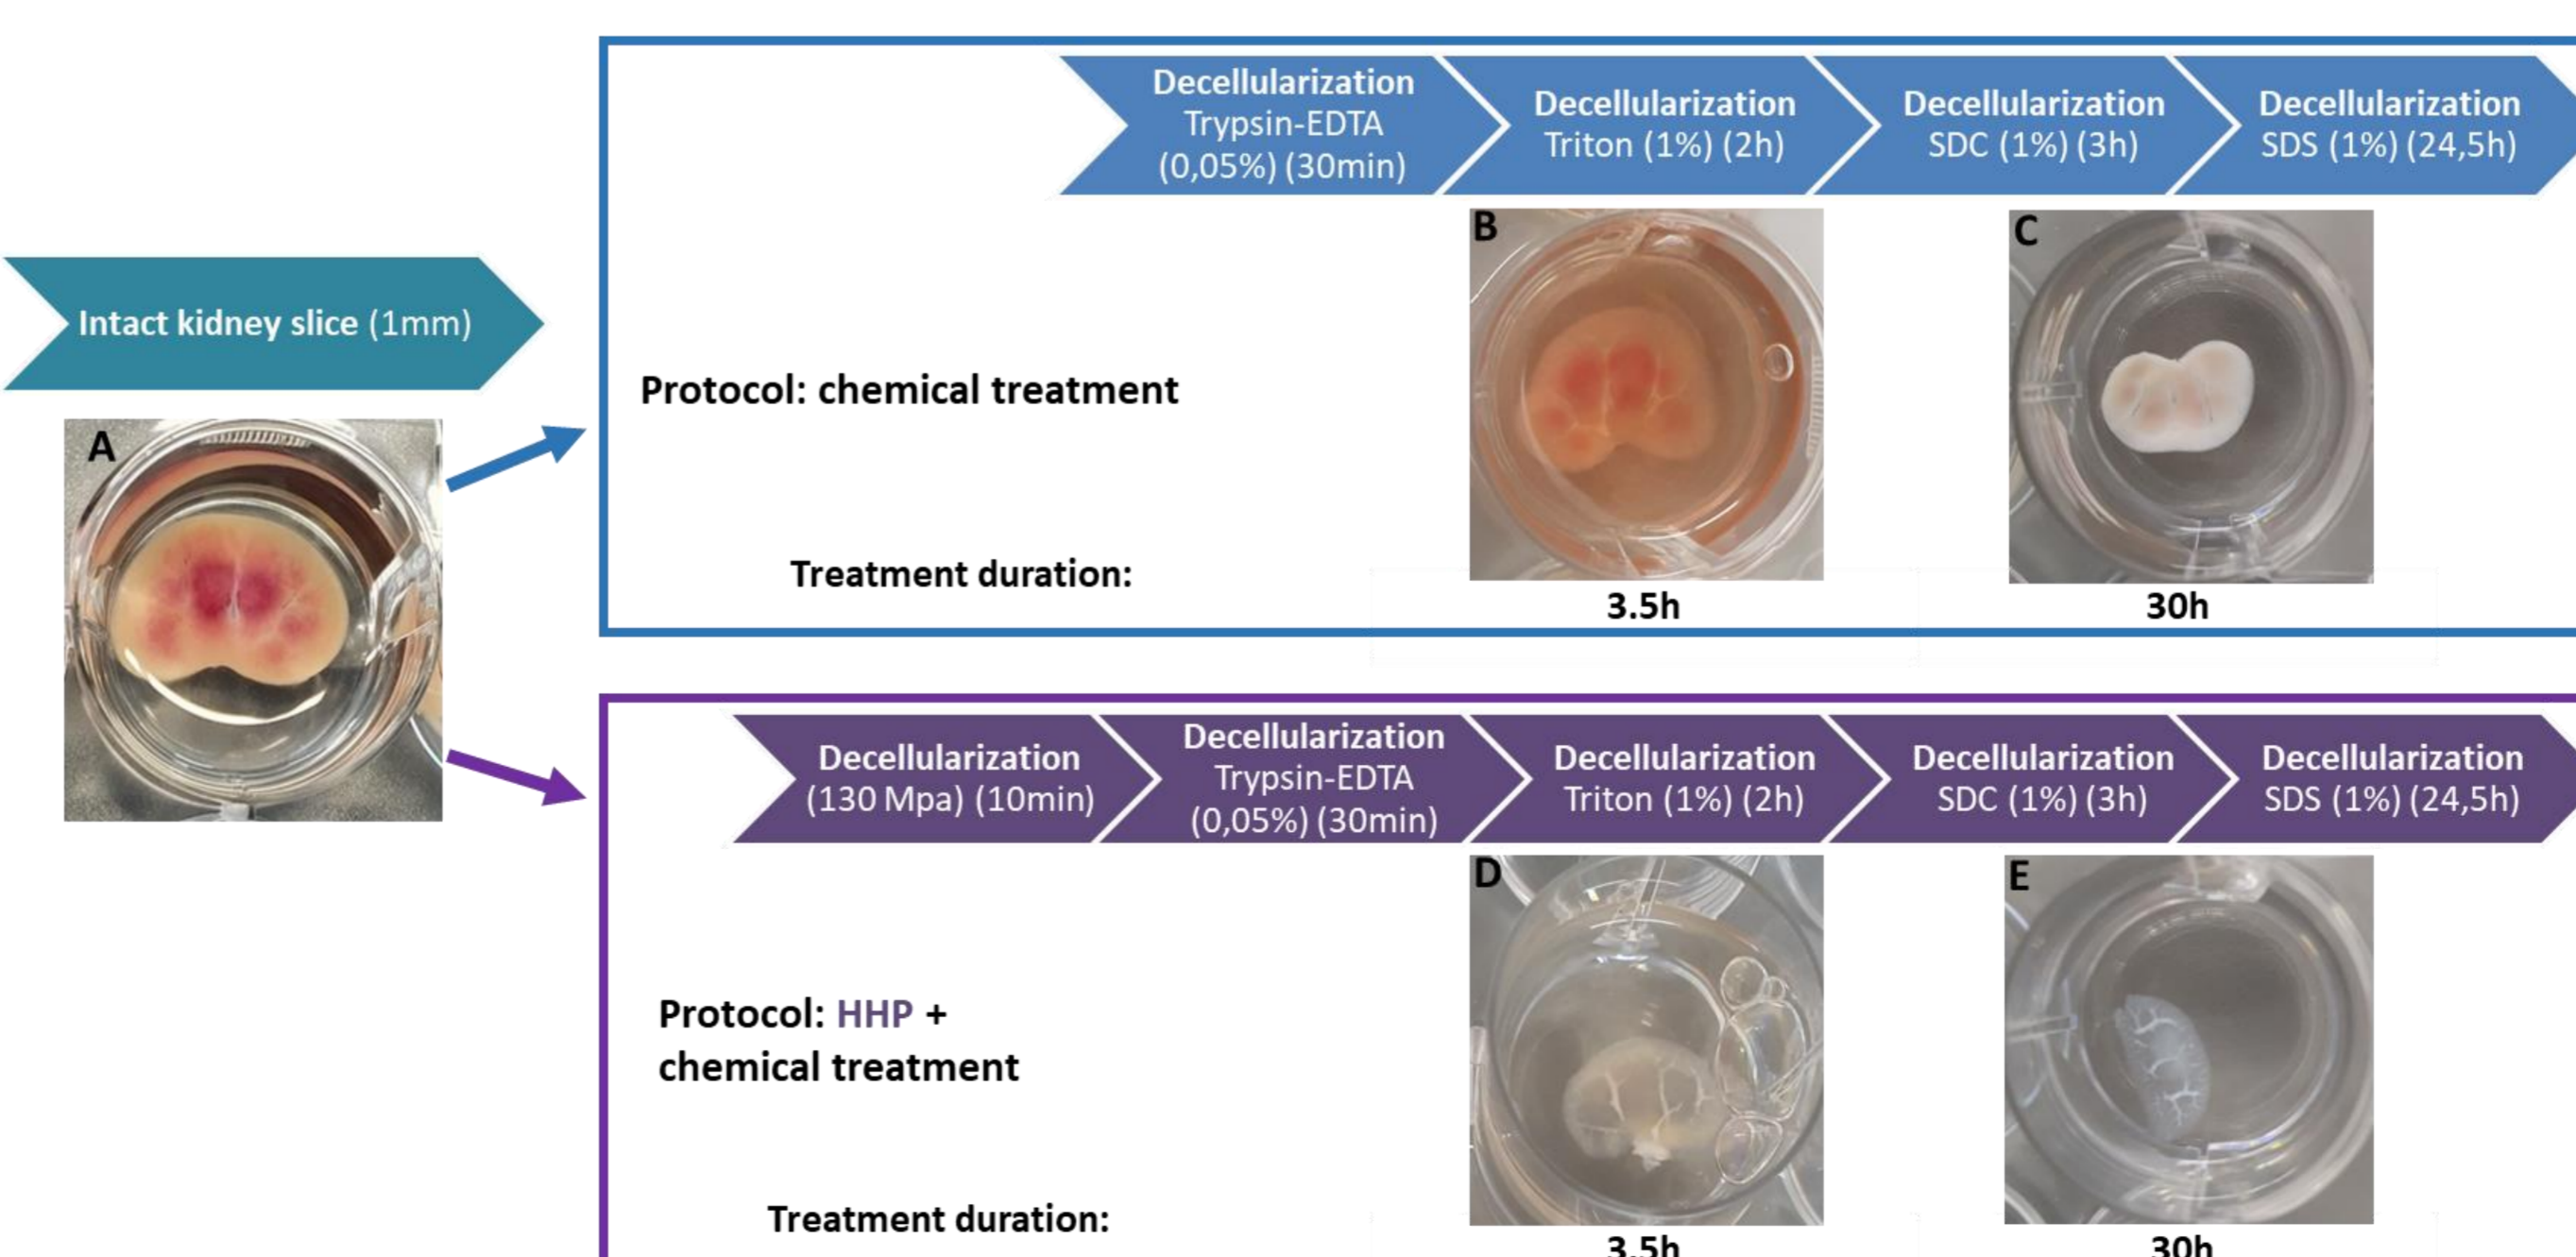 Intact kidney slice (1mm)
A
Decellularization
Trypsin-EDTA
(0,05%) (30min)
Decellularization
Triton (1%) (2h)
Decellularization
SDC (1%) (3h)
Decellularization
SDS (1%) (24,5h)
Protocol: chemical treatment
B
C
Treatment duration:
3.5h
30h
Decellularization
(130 Mpa) (10min)
Decellularization
Trypsin-EDTA
(0,05%) (30min)
Decellularization
Triton (1%) (2h)
Decellularization
SDC (1%) (3h)
Decellularization
SDS (1%) (24,5h)
Protocol: HHP +
chemical treatment
D
E
Treatment duration:
3.5h
30h